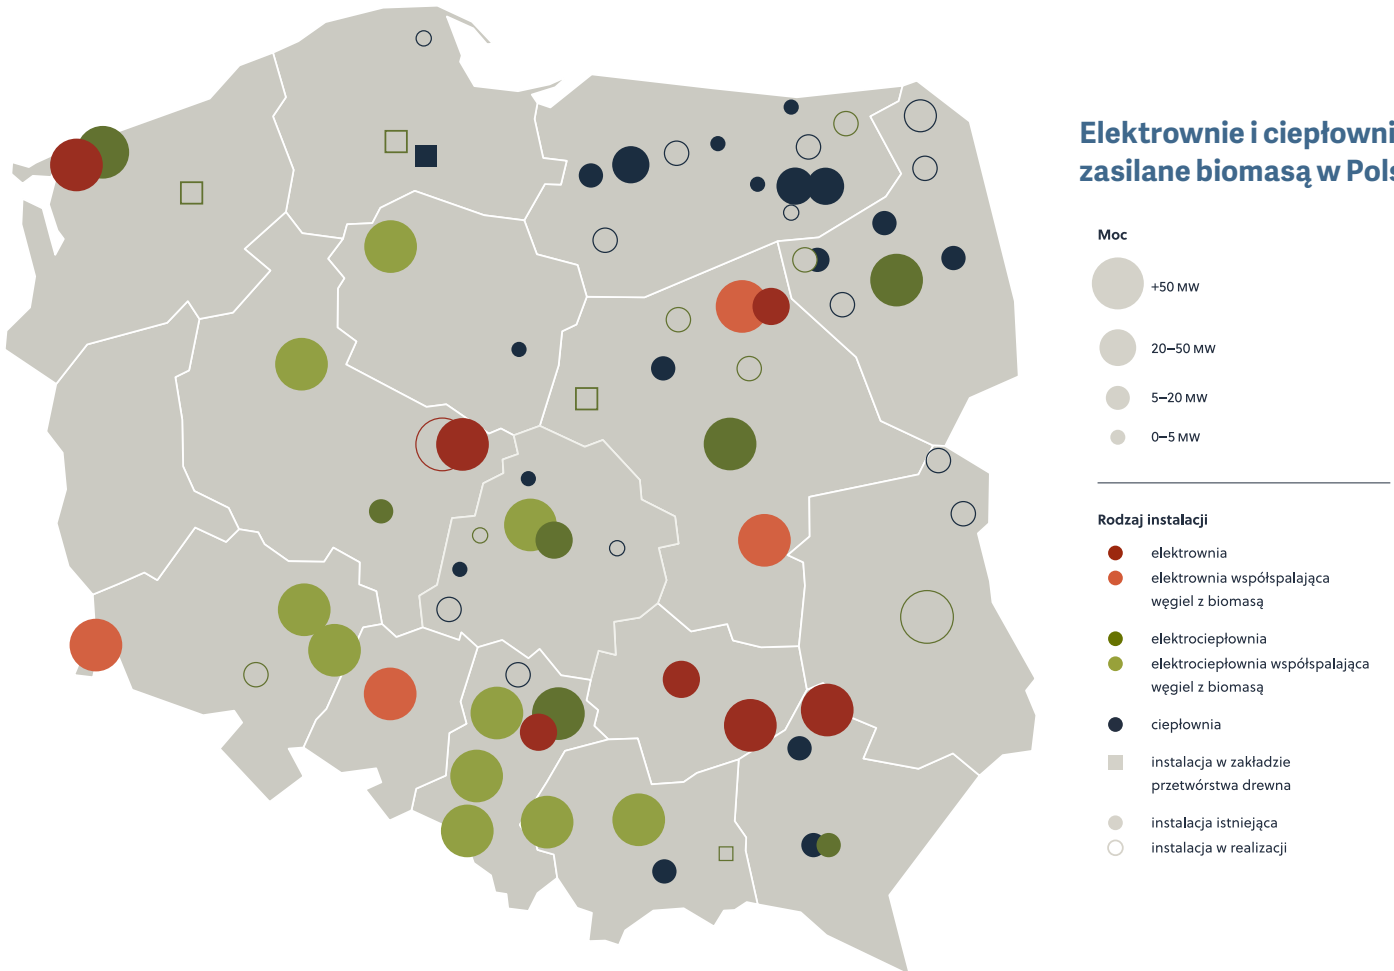 Elektrownie i ciepłowni
zasilane biomasą w Pols
Moc
+50 MW
20–50 MW
5–20 MW
0–5 MW
Rodzaj instalacji
elektrownia
elektrownia współspalająca
węgiel z biomasą
elektrociepłownia
elektrociepłownia współspalająca
węgiel z biomasą
ciepłownia
instalacja w zakładzie
przetwórstwa drewna
instalacja istniejąca
instalacja w realizacji